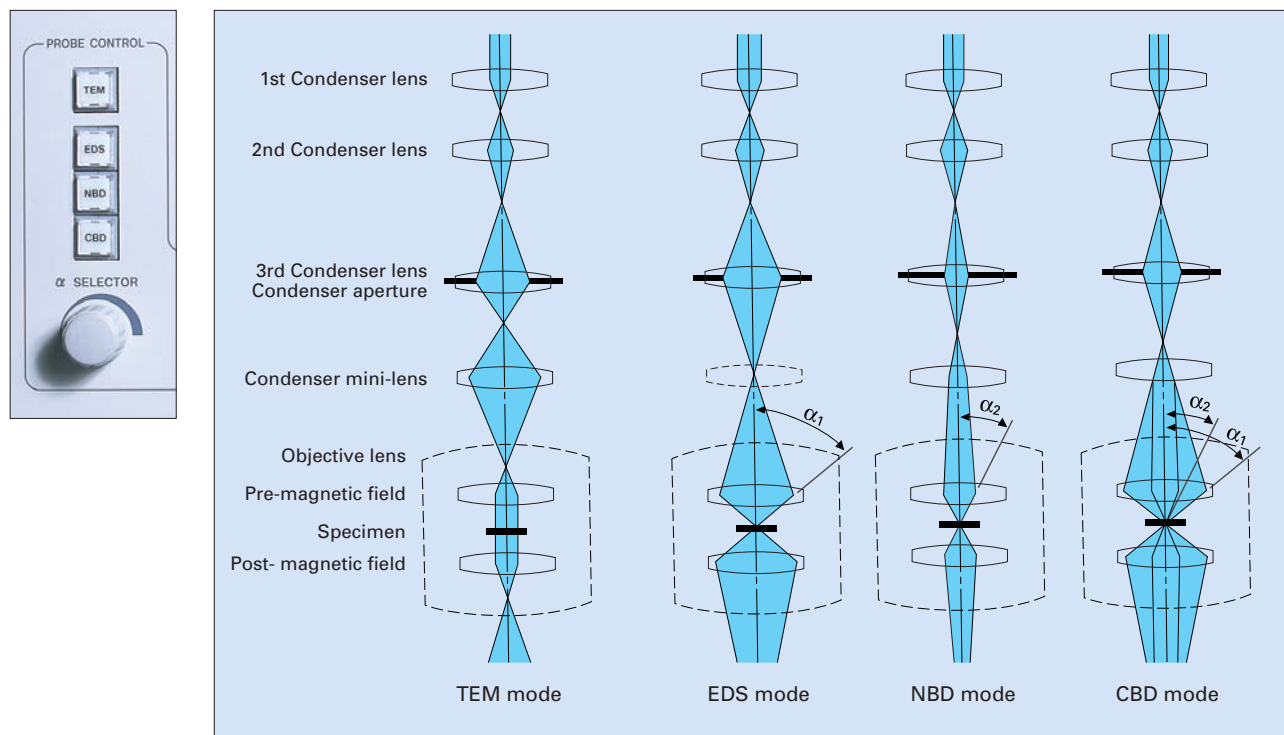 PROBE CONTROL
TEM
EDS
NBD
CBD
α SELECTOR
1st Condenser lens
2nd Condenser lens
3rd Condenser lens
Condenser aperture
Condenser mini-lens
Objective lens
Pre-magnetic field
Specimen
Post- magnetic field
α1
α2
α2
α1
TEM mode
EDS mode
NBD mode
CBD mode